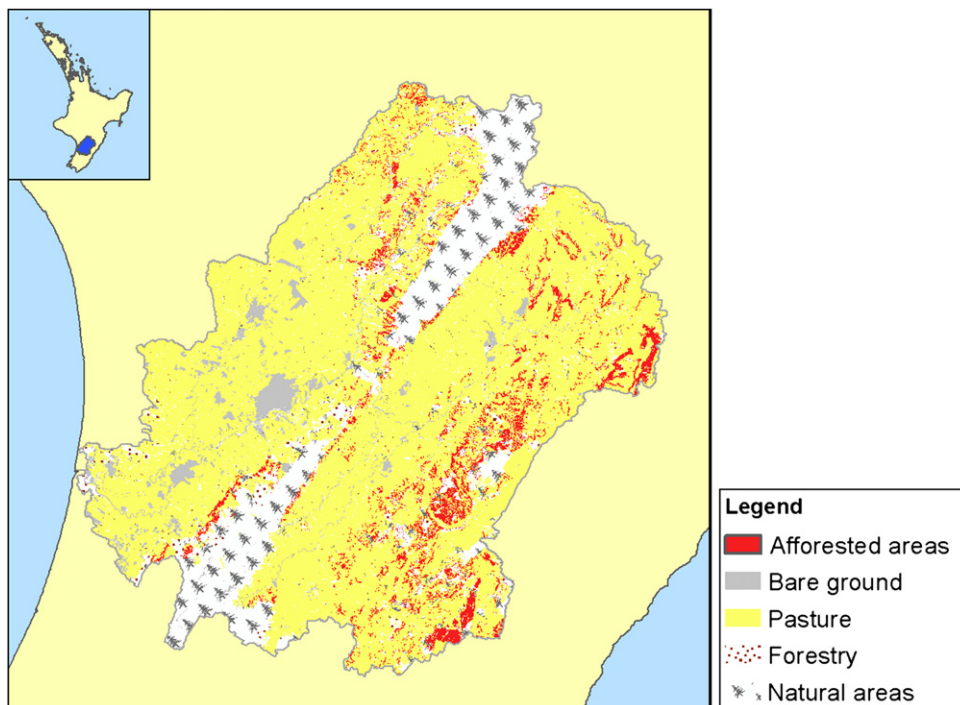 Legend
Afforested areas
Bare ground
Pasture
Forestry
Natural areas